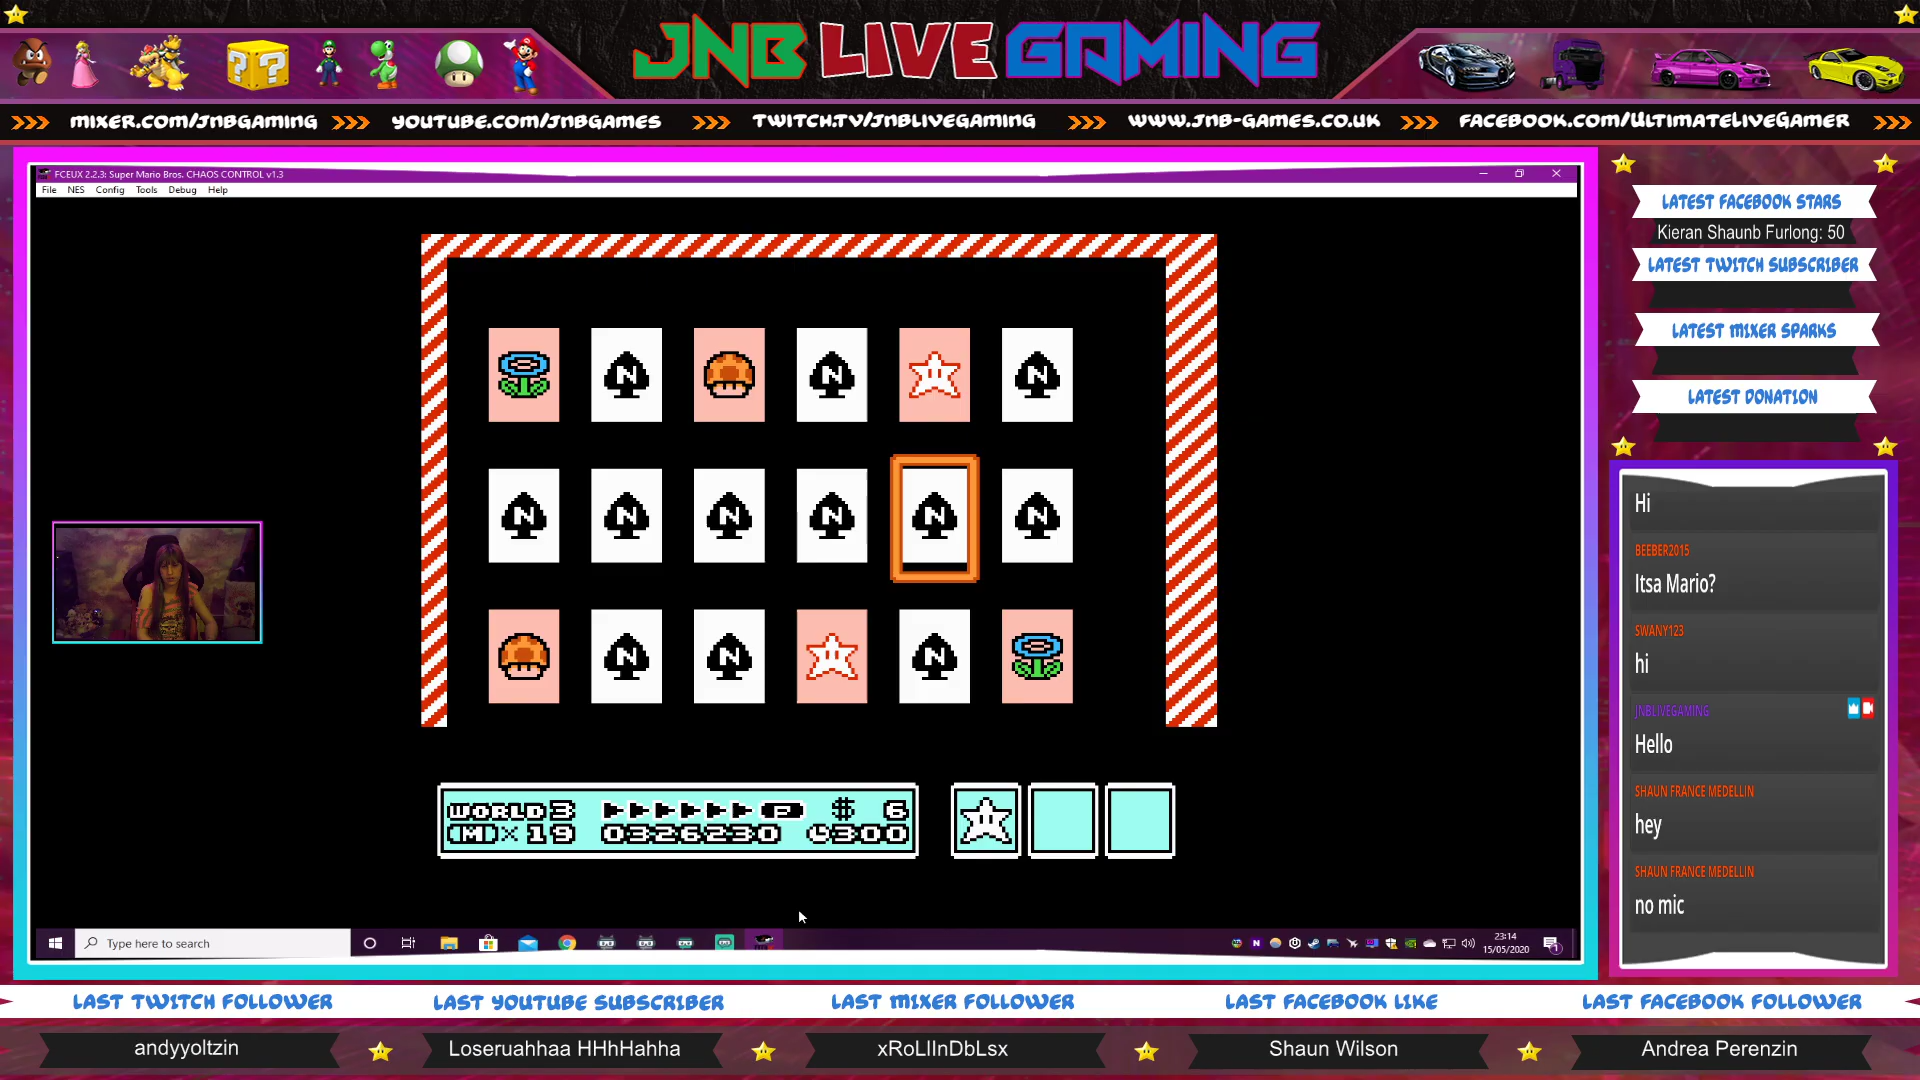 JNB LIVE GAMING
>>> MIXER.COM/JNBGAMING >>> YOUTUBE.COM/JNBGAMES >>> TWITCH.TV/JNBLIVEGAMING >>> WWW.JNB-GAMES.CO.UK >>> FACEBOOK.COM/ULTIMATELIVEGAMER >>>
FCEUX 2.2.3: Super Mario Bros. CHAOS CONTROL v1.3
File NES Config Tools Debug Help
N N N
N N N N N N
N N N
WORLD 3 P $ 6
M × 19 0326230 300
Type here to search
23:14
15/05/2020
LATEST FACEBOOK STARS
Kieran Shaunb Furlong: 50
LATEST TWITCH SUBSCRIBER
LATEST MIXER SPARKS
LATEST DONATION
Hi
BEEBER2015
Itsa Mario?
SWANY123
hi
JNBLIVEGAMING
Hello
SHAUN FRANCE MEDELLIN
hey
SHAUN FRANCE MEDELLIN
no mic
LAST TWITCH FOLLOWER LAST YOUTUBE SUBSCRIBER LAST MIXER FOLLOWER LAST FACEBOOK LIKE LAST FACEBOOK FOLLOWER
andyyoltzin Loseruahhaa HHhHahha xRoLlInDbLsx Shaun Wilson Andrea Perenzin